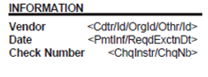 INFORMATION
Vendor <Cdtr/Id/OrgId/Othr/Id>
Date <PmtInf/ReqdExctnDt>
Check Number <ChqInstr/ChqNb>